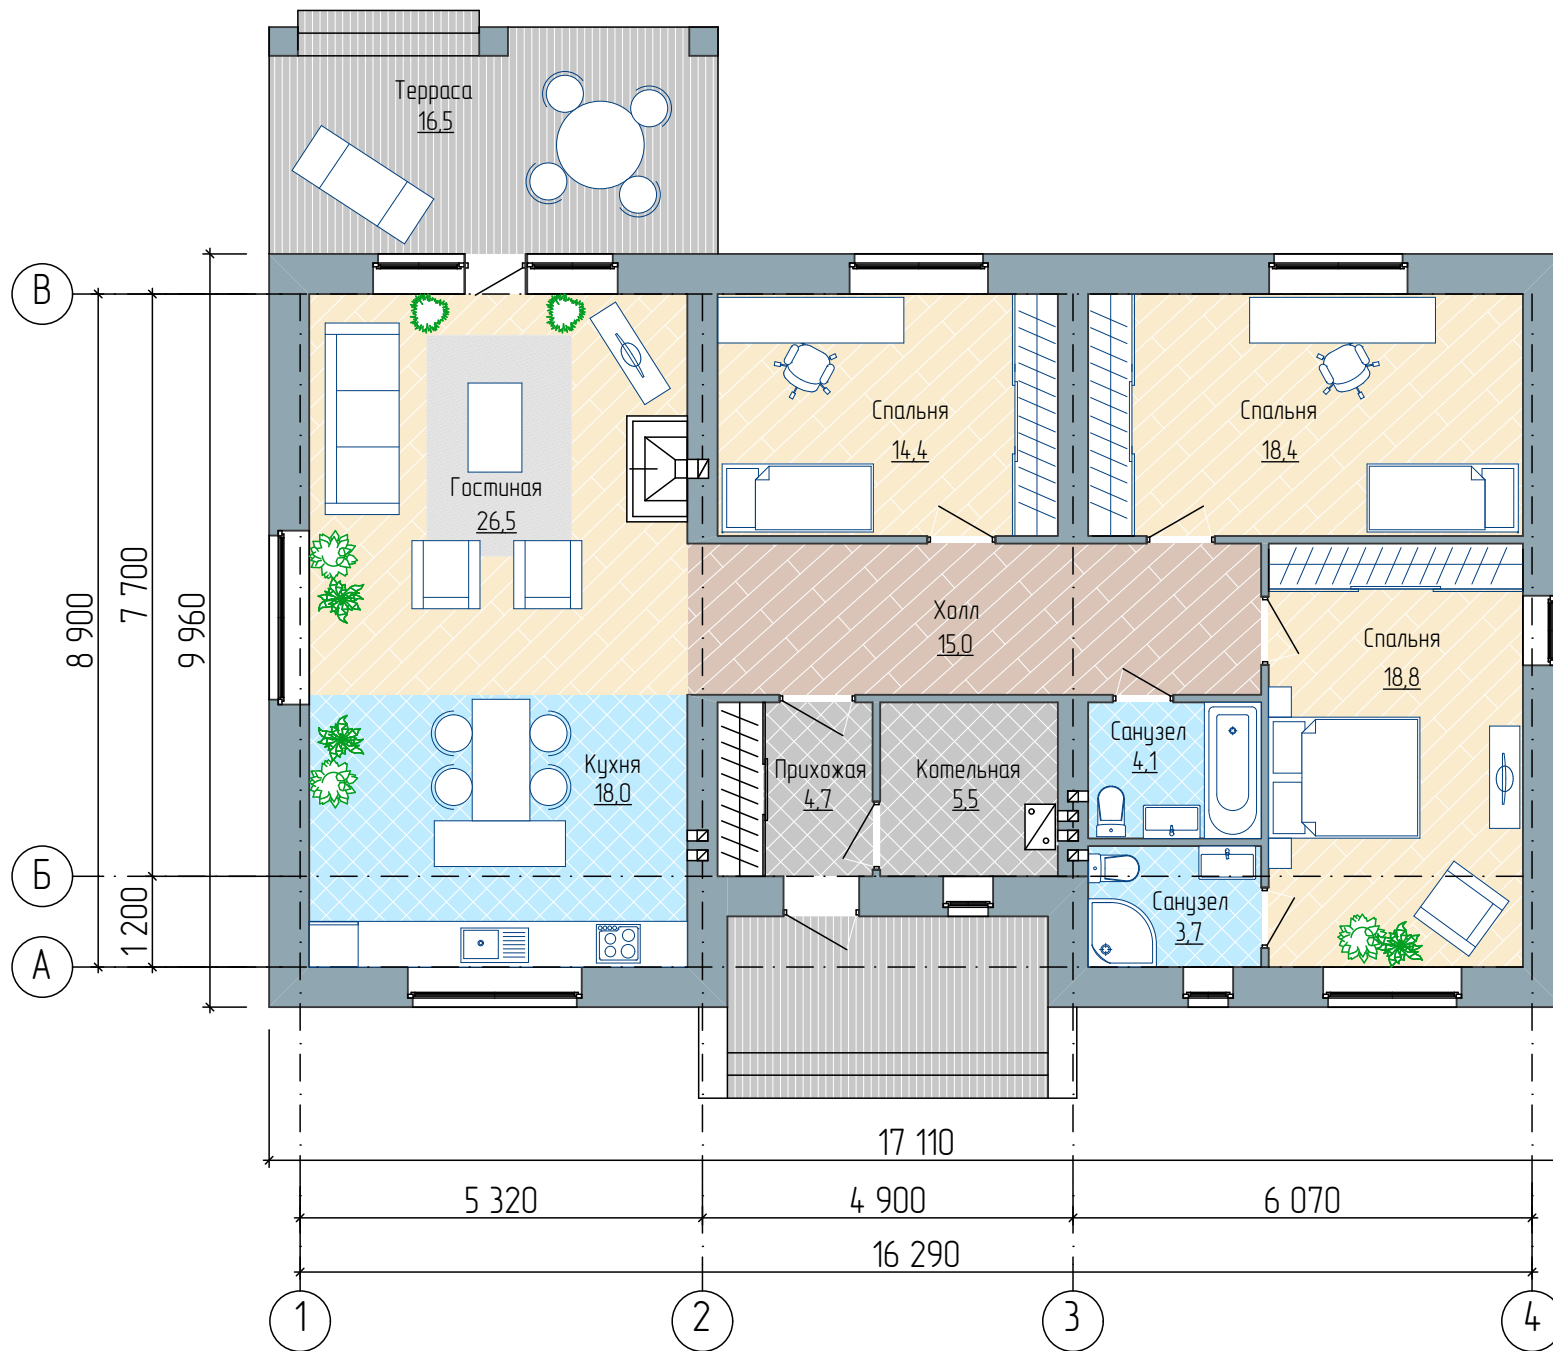 Терраса
16,5
В
Спальня
14,4
Спальня
18,4
Гостиная
26,5
8 900
7 700
9 960
Холл
15,0
Спальня
18,8
Кухня
18,0
Прихожая
4,7
Котельная
5,5
Санузел
4,1
Б
1 200
Санузел
3,7
А
17 110
5 320
4 900
6 070
16 290
1
2
3
4